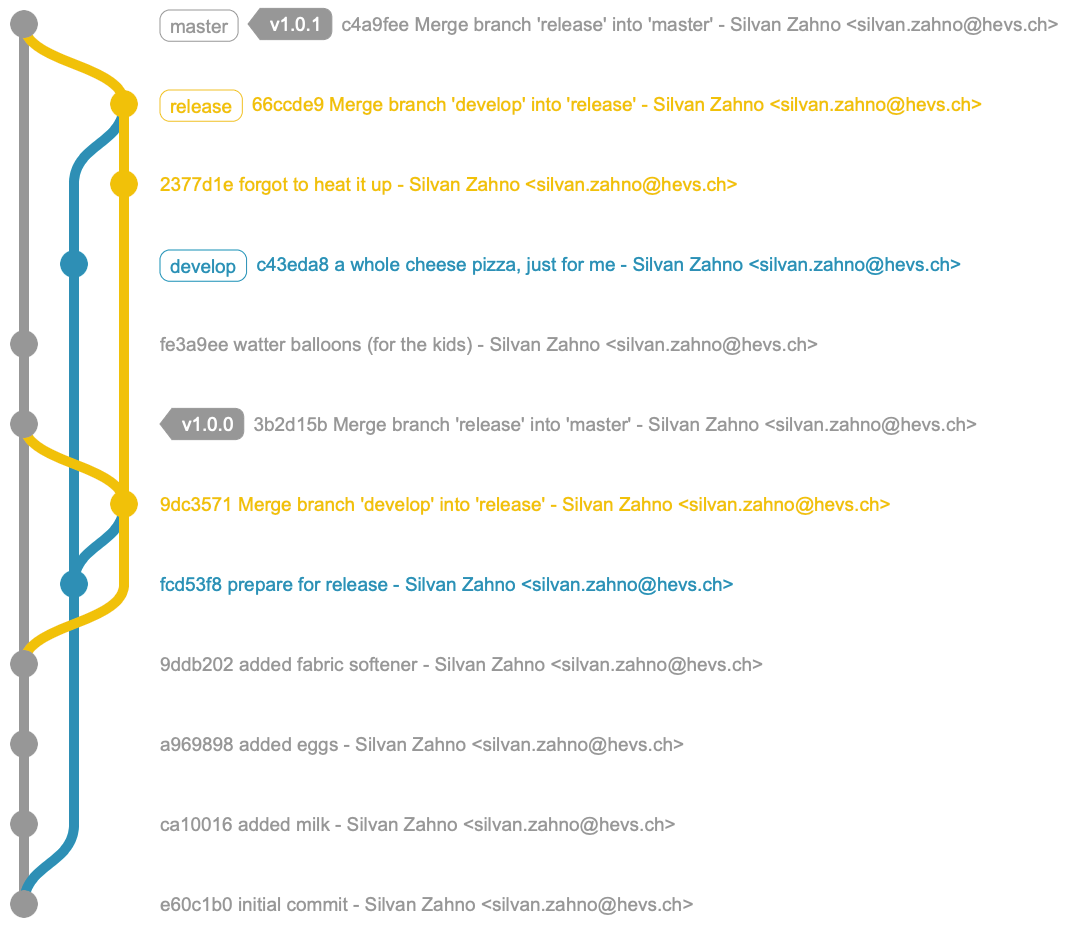 master v1.0.1 c4a9fee Merge branch 'release' into 'master' - Silvan Zahno <silvan.zahno@hevs.ch>
release 66ccde9 Merge branch 'develop' into 'release' - Silvan Zahno <silvan.zahno@hevs.ch>
2377d1e forgot to heat it up - Silvan Zahno <silvan.zahno@hevs.ch>
develop c43eda8 a whole cheese pizza, just for me - Silvan Zahno <silvan.zahno@hevs.ch>
fe3a9ee watter balloons (for the kids) - Silvan Zahno <silvan.zahno@hevs.ch>
v1.0.0 3b2d15b Merge branch 'release' into 'master' - Silvan Zahno <silvan.zahno@hevs.ch>
9dc3571 Merge branch 'develop' into 'release' - Silvan Zahno <silvan.zahno@hevs.ch>
fcd53f8 prepare for release - Silvan Zahno <silvan.zahno@hevs.ch>
9ddb202 added fabric softener - Silvan Zahno <silvan.zahno@hevs.ch>
a969898 added eggs - Silvan Zahno <silvan.zahno@hevs.ch>
ca10016 added milk - Silvan Zahno <silvan.zahno@hevs.ch>
e60c1b0 initial commit - Silvan Zahno <silvan.zahno@hevs.ch>